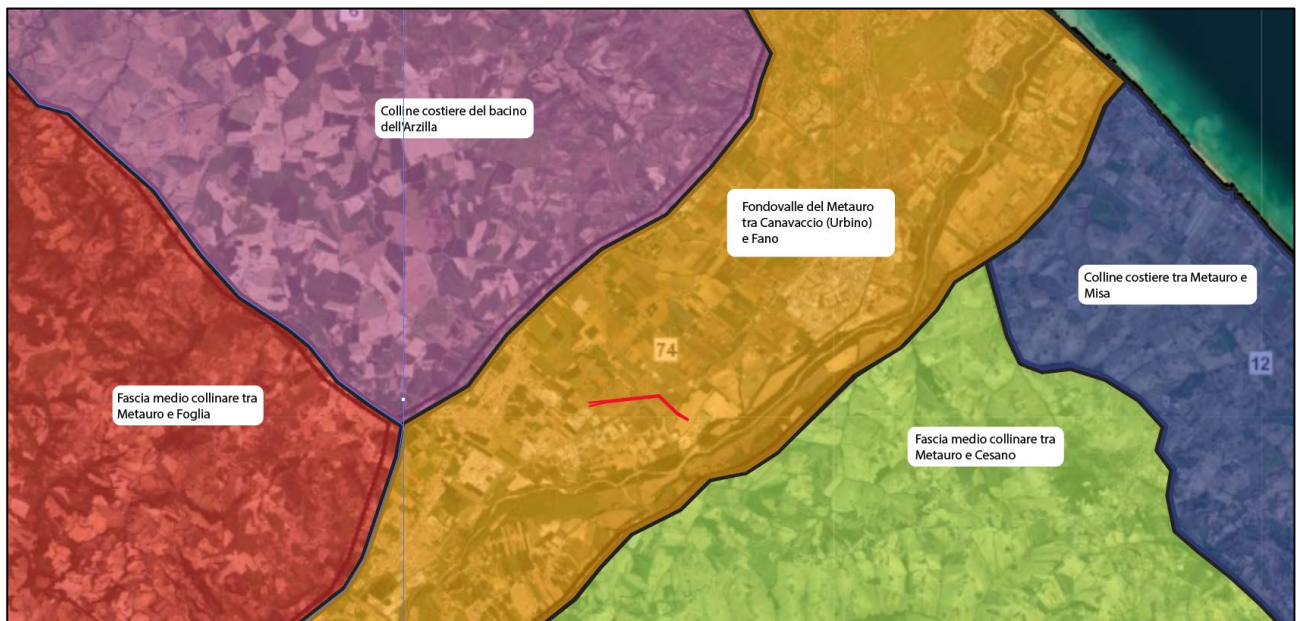 Colline costiere del bacino
dell'Arzilla
Fondovalle del Metauro
tra Canavaccio (Urbino)
e Fano
Colline costiere tra Metauro e
Misa
74
12
Fascia medio collinare tra
Metauro e Foglia
Fascia medio collinare tra
Metauro e Cesano